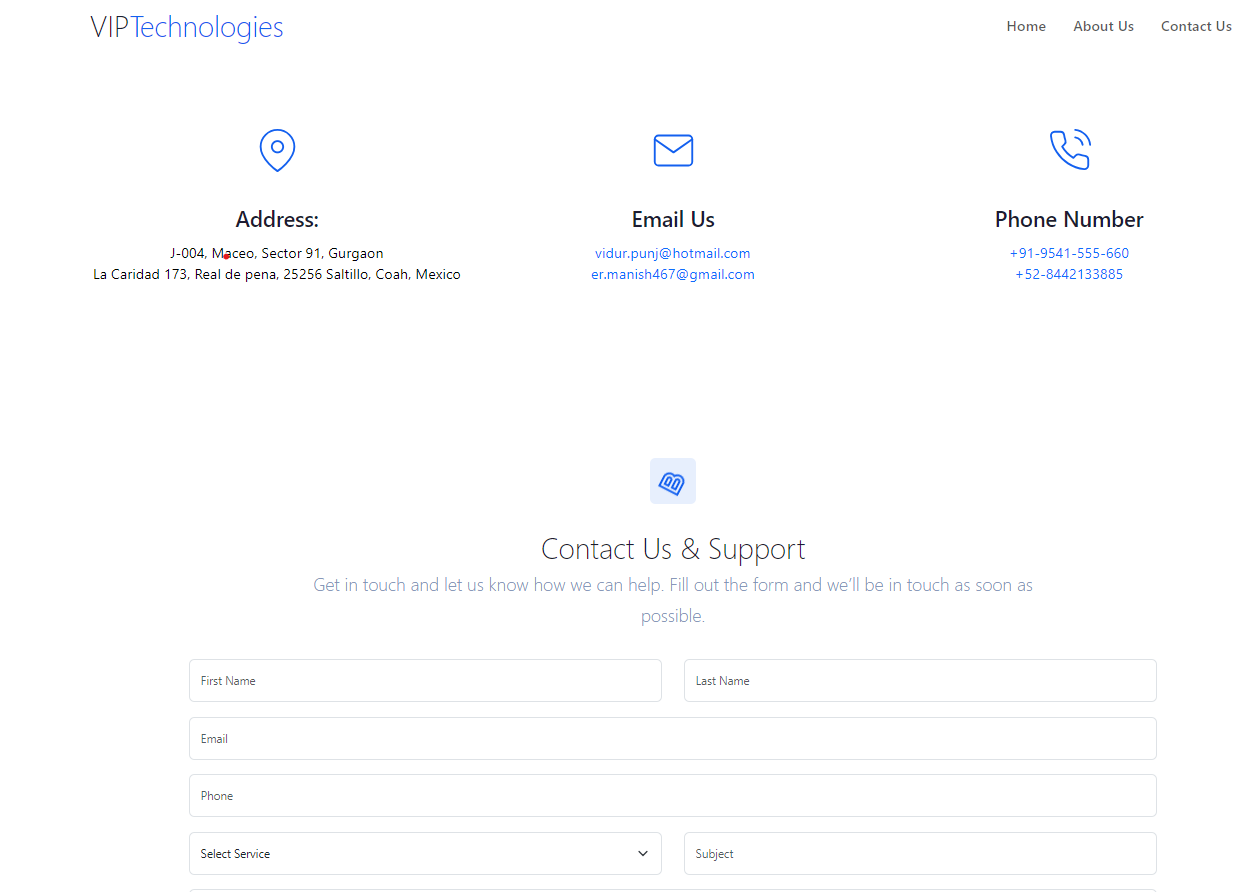 VIPTechnologies
Home About Us Contact Us
Address:
J-004, Maceo, Sector 91, Gurgaon
La Caridad 173, Real de pena, 25256 Saltillo, Coah, Mexico
Email Us
vidur.punj@hotmail.com
er.manish467@gmail.com
Phone Number
+91-9541-555-660
+52-8442133885
Contact Us & Support
Get in touch and let us know how we can help. Fill out the form and we’ll be in touch as soon as
possible.
First Name Last Name
Email
Phone
Select Service Subject